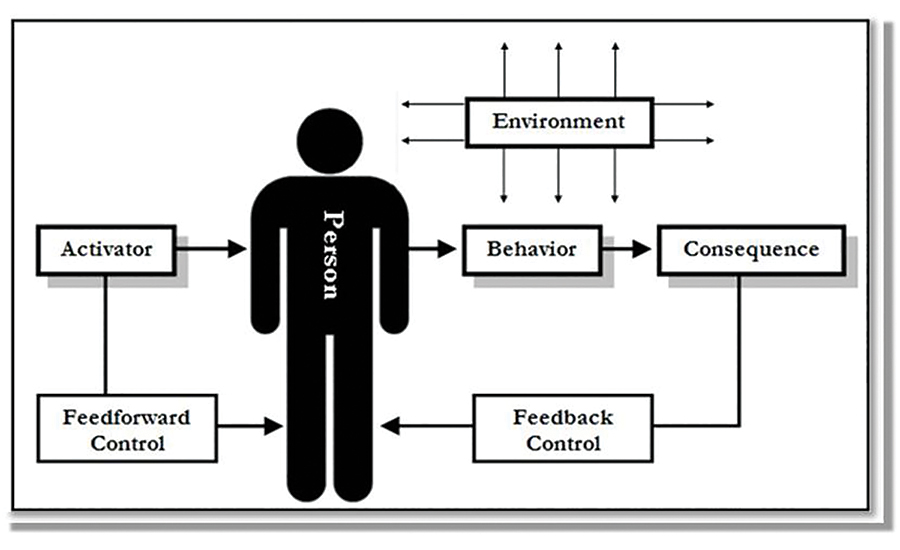 Environment
Activator
Person
Behavior
Consequence
Feedforward
Control
Feedback
Control